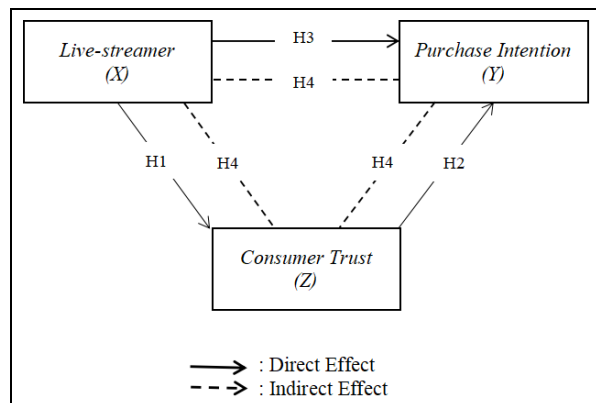 Live-streamer
(X)
H3
Purchase Intention
(Y)
H4
H1
H4
H4
H2
Consumer Trust
(Z)
: Direct Effect
: Indirect Effect